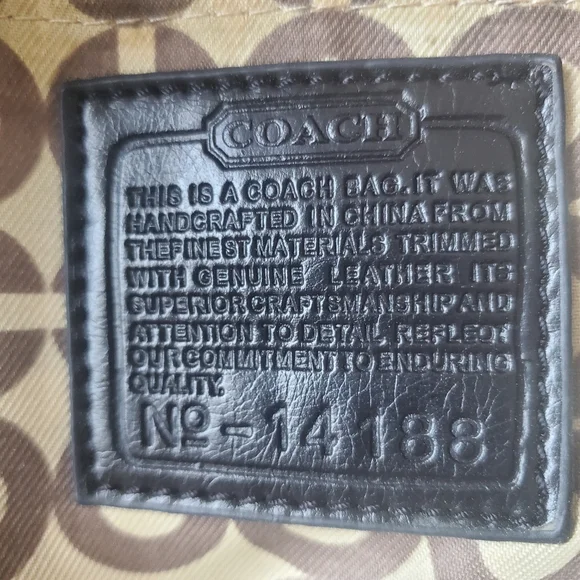 COACH
THIS IS A COACH BAG. IT WAS
HANDCRAFTED IN CHINA FROM
THEFINEST MATERIALS TRIMMED
WITH GENUINE LEATHER. ITS
SUPERIOR CRAFTSMANSHIP AND
ATTENTION TO DETAIL REFLECT
OUR COMMITMENT TO ENDURING
QUALITY.
Nº - 14188